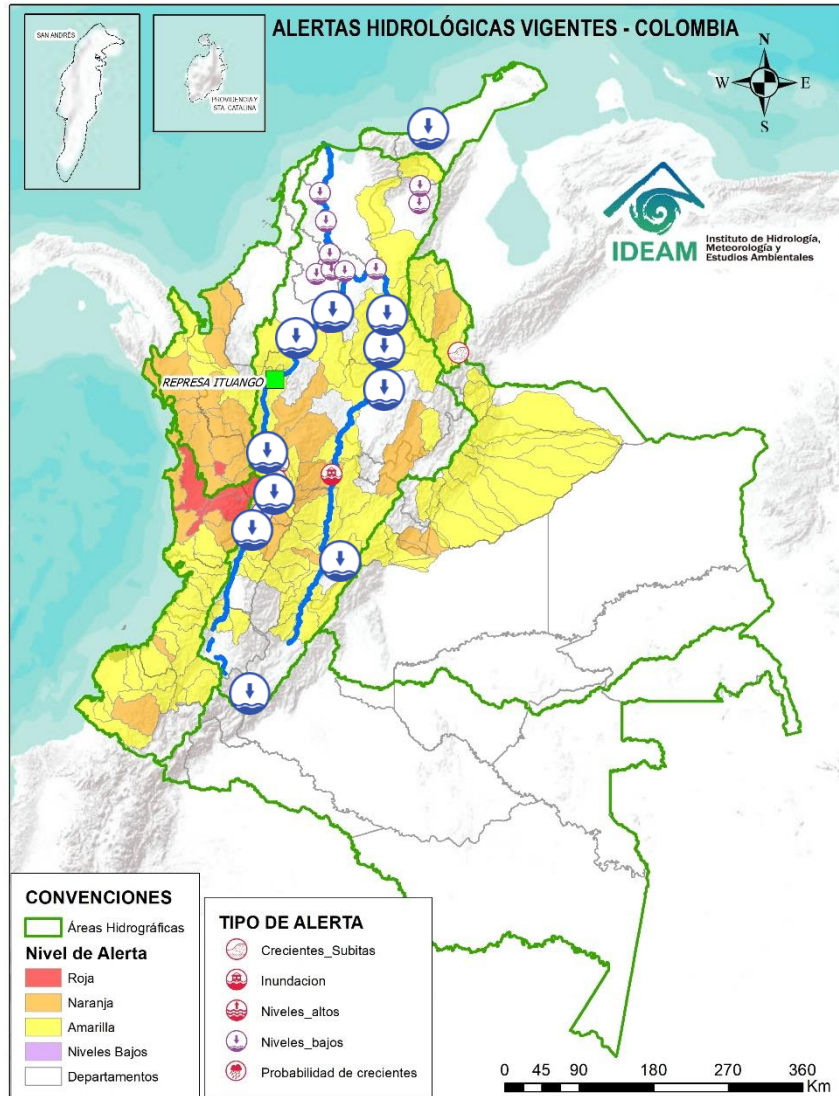 ALERTAS HIDROLÓGICAS VIGENTES - COLOMBIA
SAN ANDRÉS
PROVIDENCIA Y
STA. CATALINA
N
W
E
S
IDEAM
Instituto de Hidrología,
Meteorología y
Estudios Ambientales
REPRESA ITUANGO
CONVENCIONES
Áreas Hidrográficas
Nivel de Alerta
Roja
Naranja
Amarilla
Niveles Bajos
Departamentos
TIPO DE ALERTA
Crecientes_Subitas
Inundacion
Niveles_altos
Niveles_bajos
Probabilidad de crecientes
0 45 90 180 270 360
Km